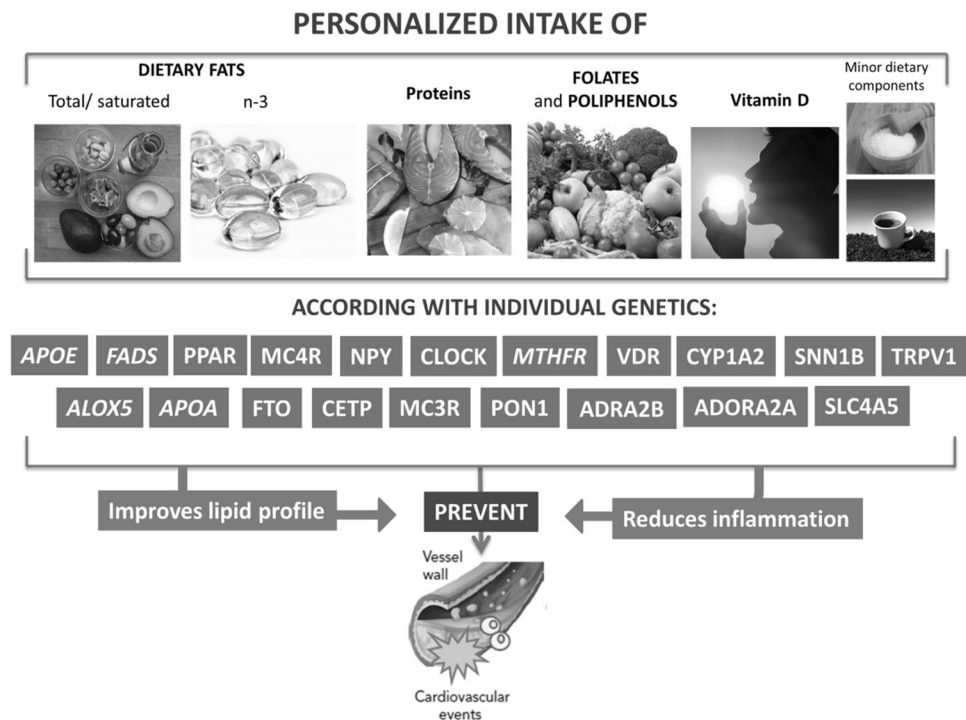 PERSONALIZED INTAKE OF
DIETARY FATS
Total/ saturated
n-3
Proteins
FOLATES
and POLIPHENOLS
Vitamin D
Minor dietary
components
ACCORDING WITH INDIVIDUAL GENETICS:
APOE FADS PPAR MC4R NPY CLOCK MTHFR VDR CYP1A2 SNN1B TRPV1
ALOX5 APOA FTO CETP MC3R PON1 ADRA2B ADORA2A SLC4A5
Improves lipid profile
PREVENT
Reduces inflammation
Vessel
wall
Cardiovascular
events